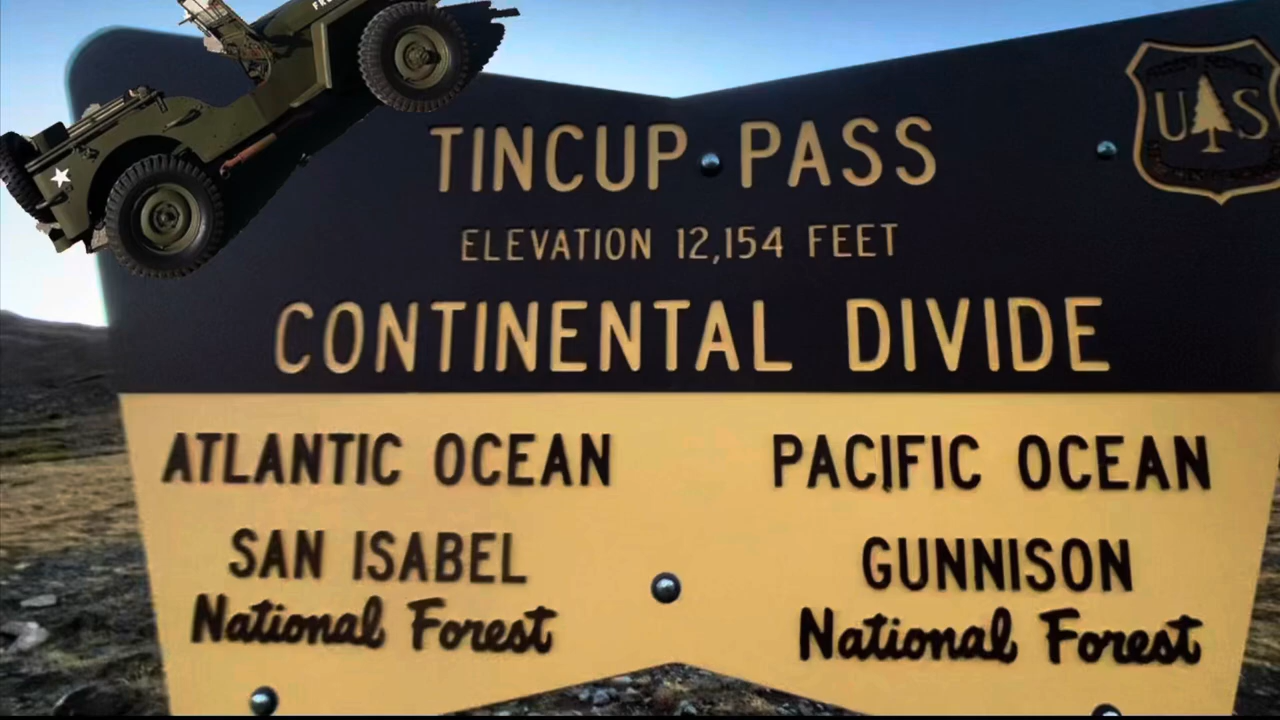 TINCUP PASS
US
ELEVATION 12,154 FEET
CONTINENTAL DIVIDE
ATLANTIC OCEAN
PACIFIC OCEAN
SAN ISABEL
National Forest
GUNNISON
National Forest